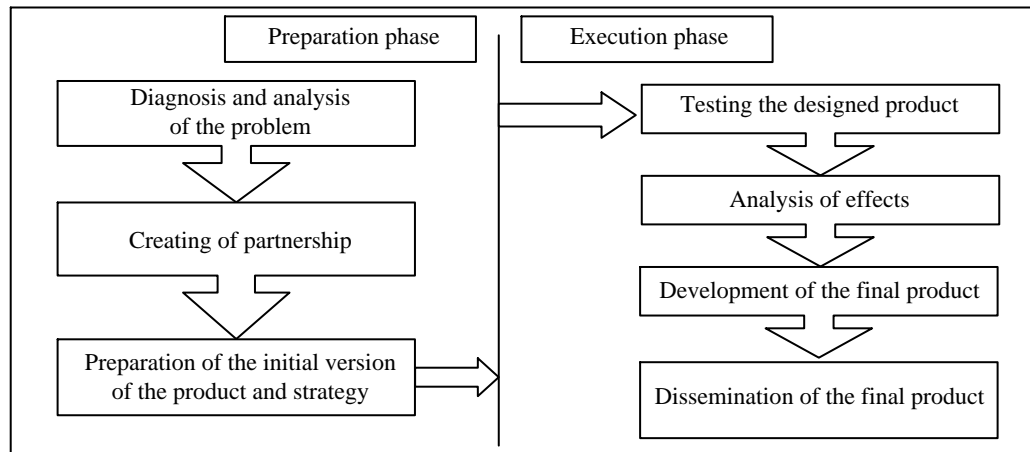 Preparation phase
Execution phase
Diagnosis and analysis
of the problem
Creating of partnership
Preparation of the initial version
of the product and strategy
Testing the designed product
Analysis of effects
Development of the final product
Dissemination of the final product